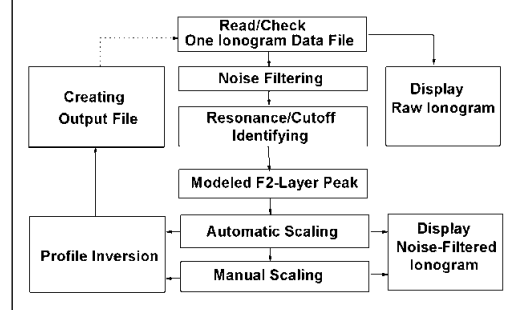 Read/Check
One Ionogram Data File
Noise Filtering
Creating
Output File
Display
Raw Ionogram
Resonance/Cutoff
Identifying
Modeled F2-Layer Peak
Automatic Scaling
Display
Noise-Filtered
Ionogram
Profile Inversion
Manual Scaling